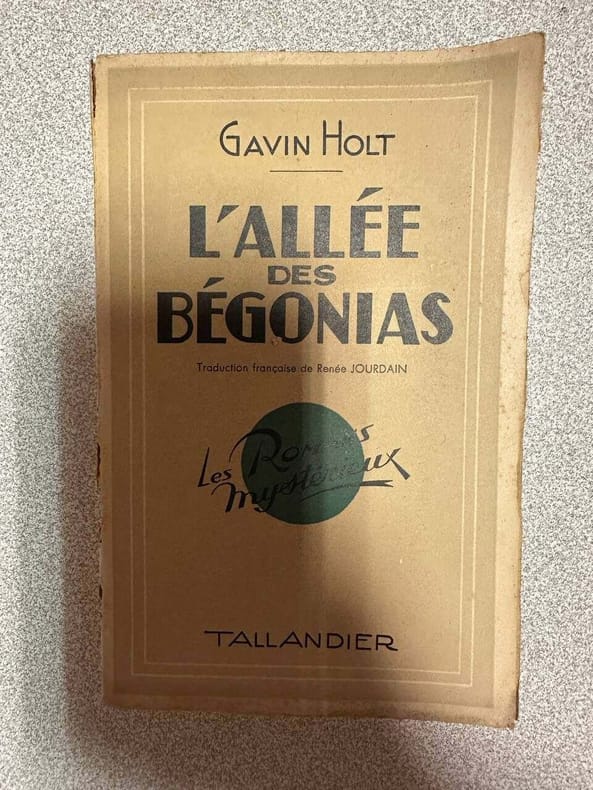 GAVIN HOLT
L'ALLÉE
DES
BÉGONIAS
Traduction française de Renée JOURDAIN
Les Romans
mystérieux
TALLANDIER